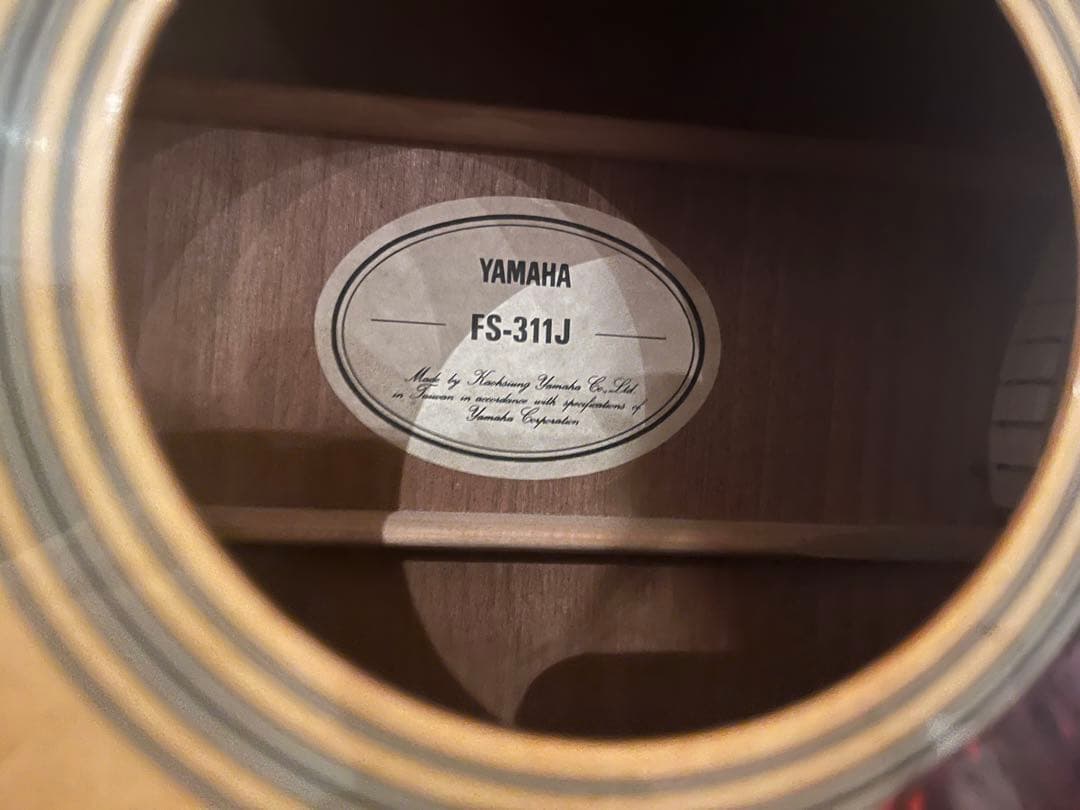 YAMAHA
FS-311J
Made by Kaohsiung Yamaha Co., Ltd.
in Taiwan in accordance with specifications of
Yamaha Corporation